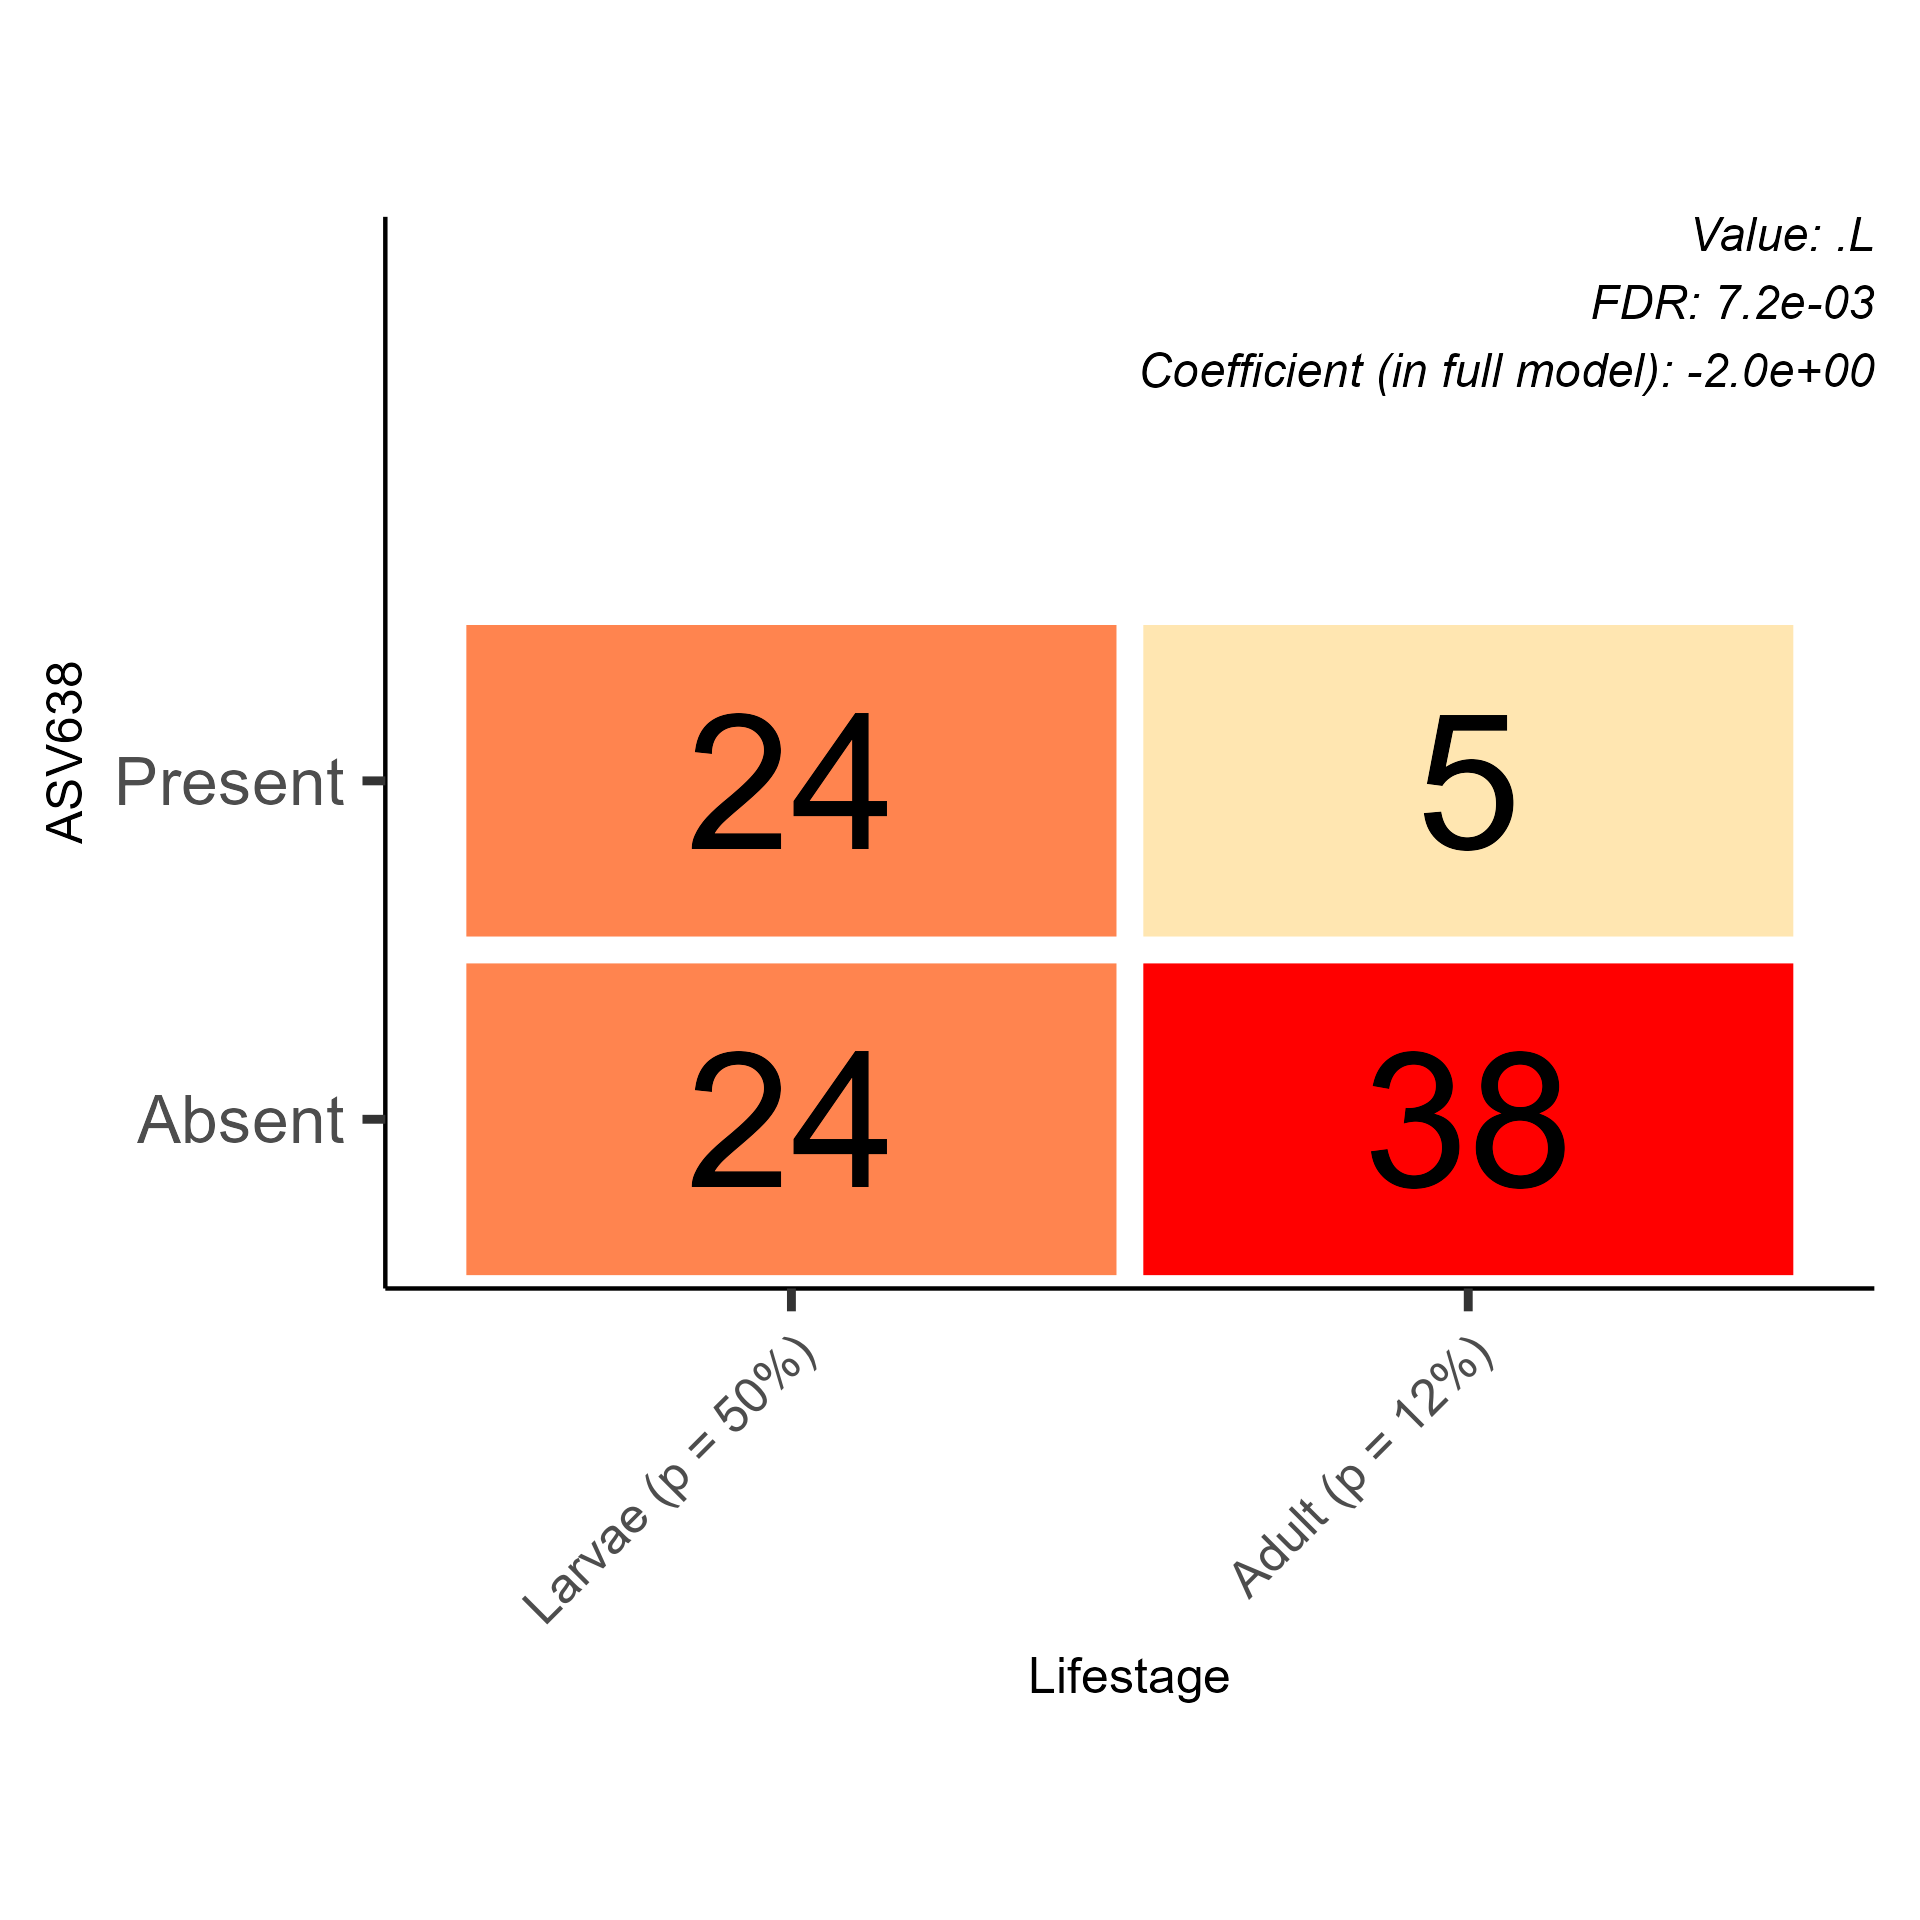 Value: .L
FDR: 7.2e-03
Coefficient (in full model): -2.0e+00
ASV638
Present
24
5
Absent
24
38
Larvae (p = 50%)
Adult (p = 12%)
Lifestage